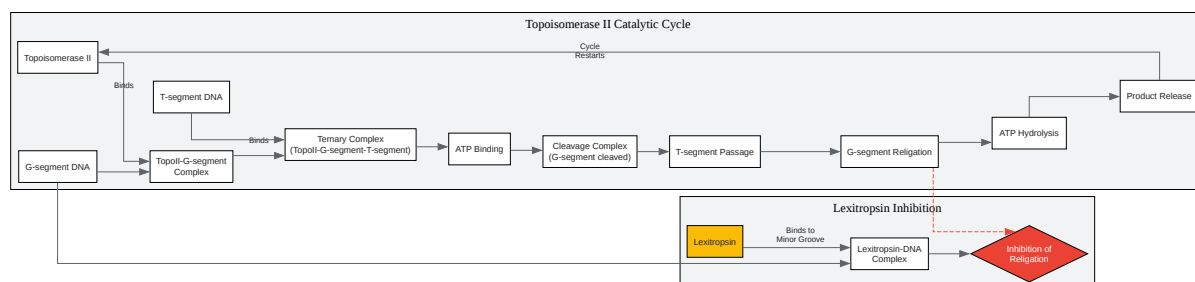 Topoisomerase II Catalytic Cycle
Cycle
Restarts
Topoisomerase II
Binds
T-segment DNA
Product Release
ATP Hydrolysis
Binds
Ternary Complex
(TopoII-G-segment-T-segment)
ATP Binding
Cleavage Complex
(G-segment cleaved)
T-segment Passage
G-segment Religation
G-segment DNA
TopoII-G-segment
Complex
Lexitropsin Inhibition
Lexitropsin
Binds to
Minor Groove
Lexitropsin-DNA
Complex
Inhibition of
Religation